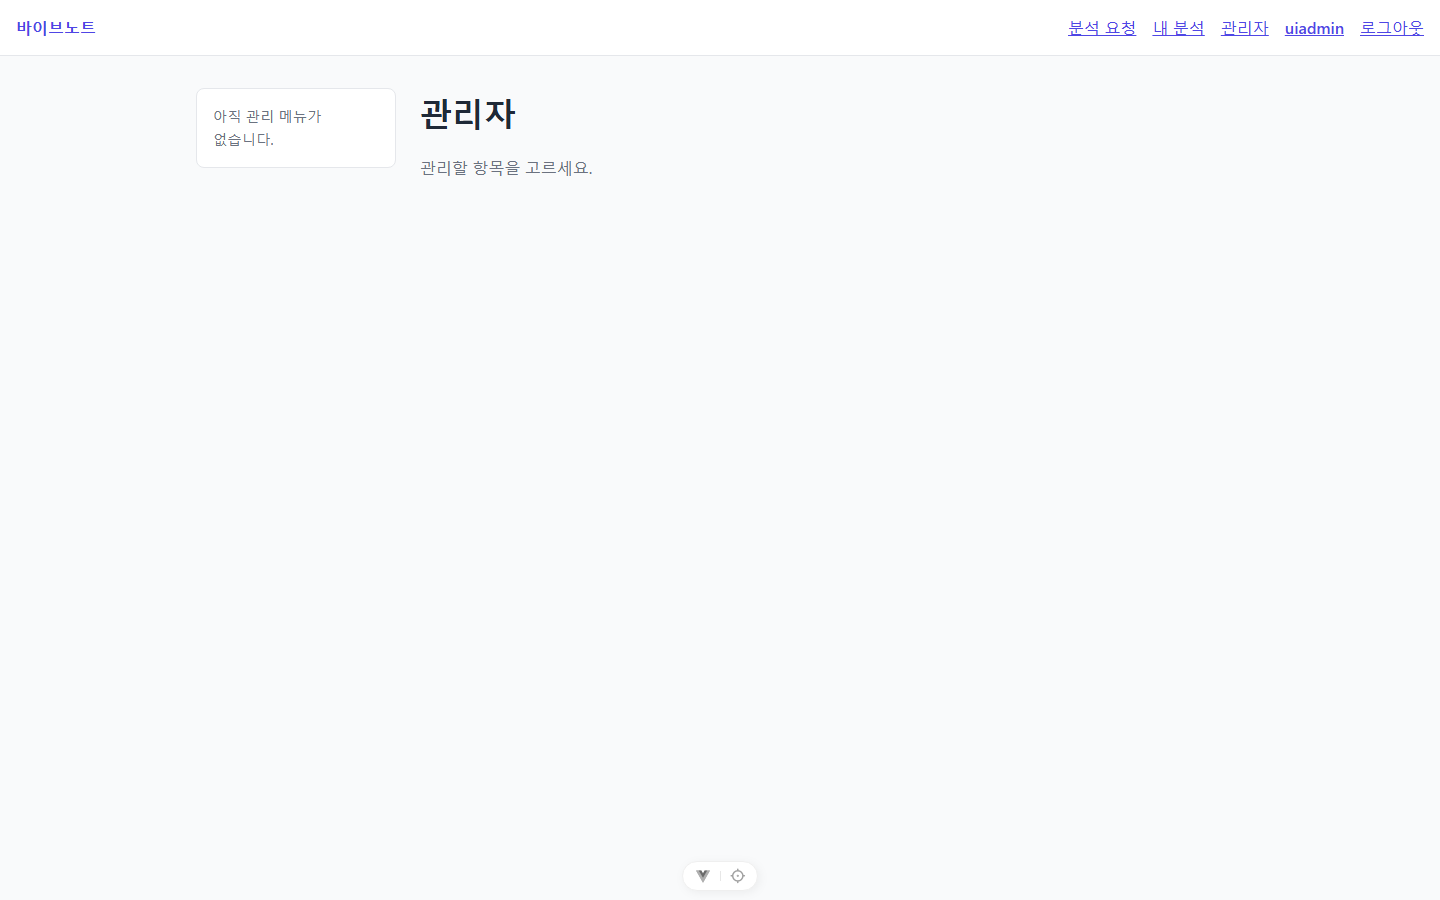 바이브노트
분석 요청 내 분석 관리자 uiadmin 로그아웃
아직 관리 메뉴가
없습니다.
관리자
관리할 항목을 고르세요.